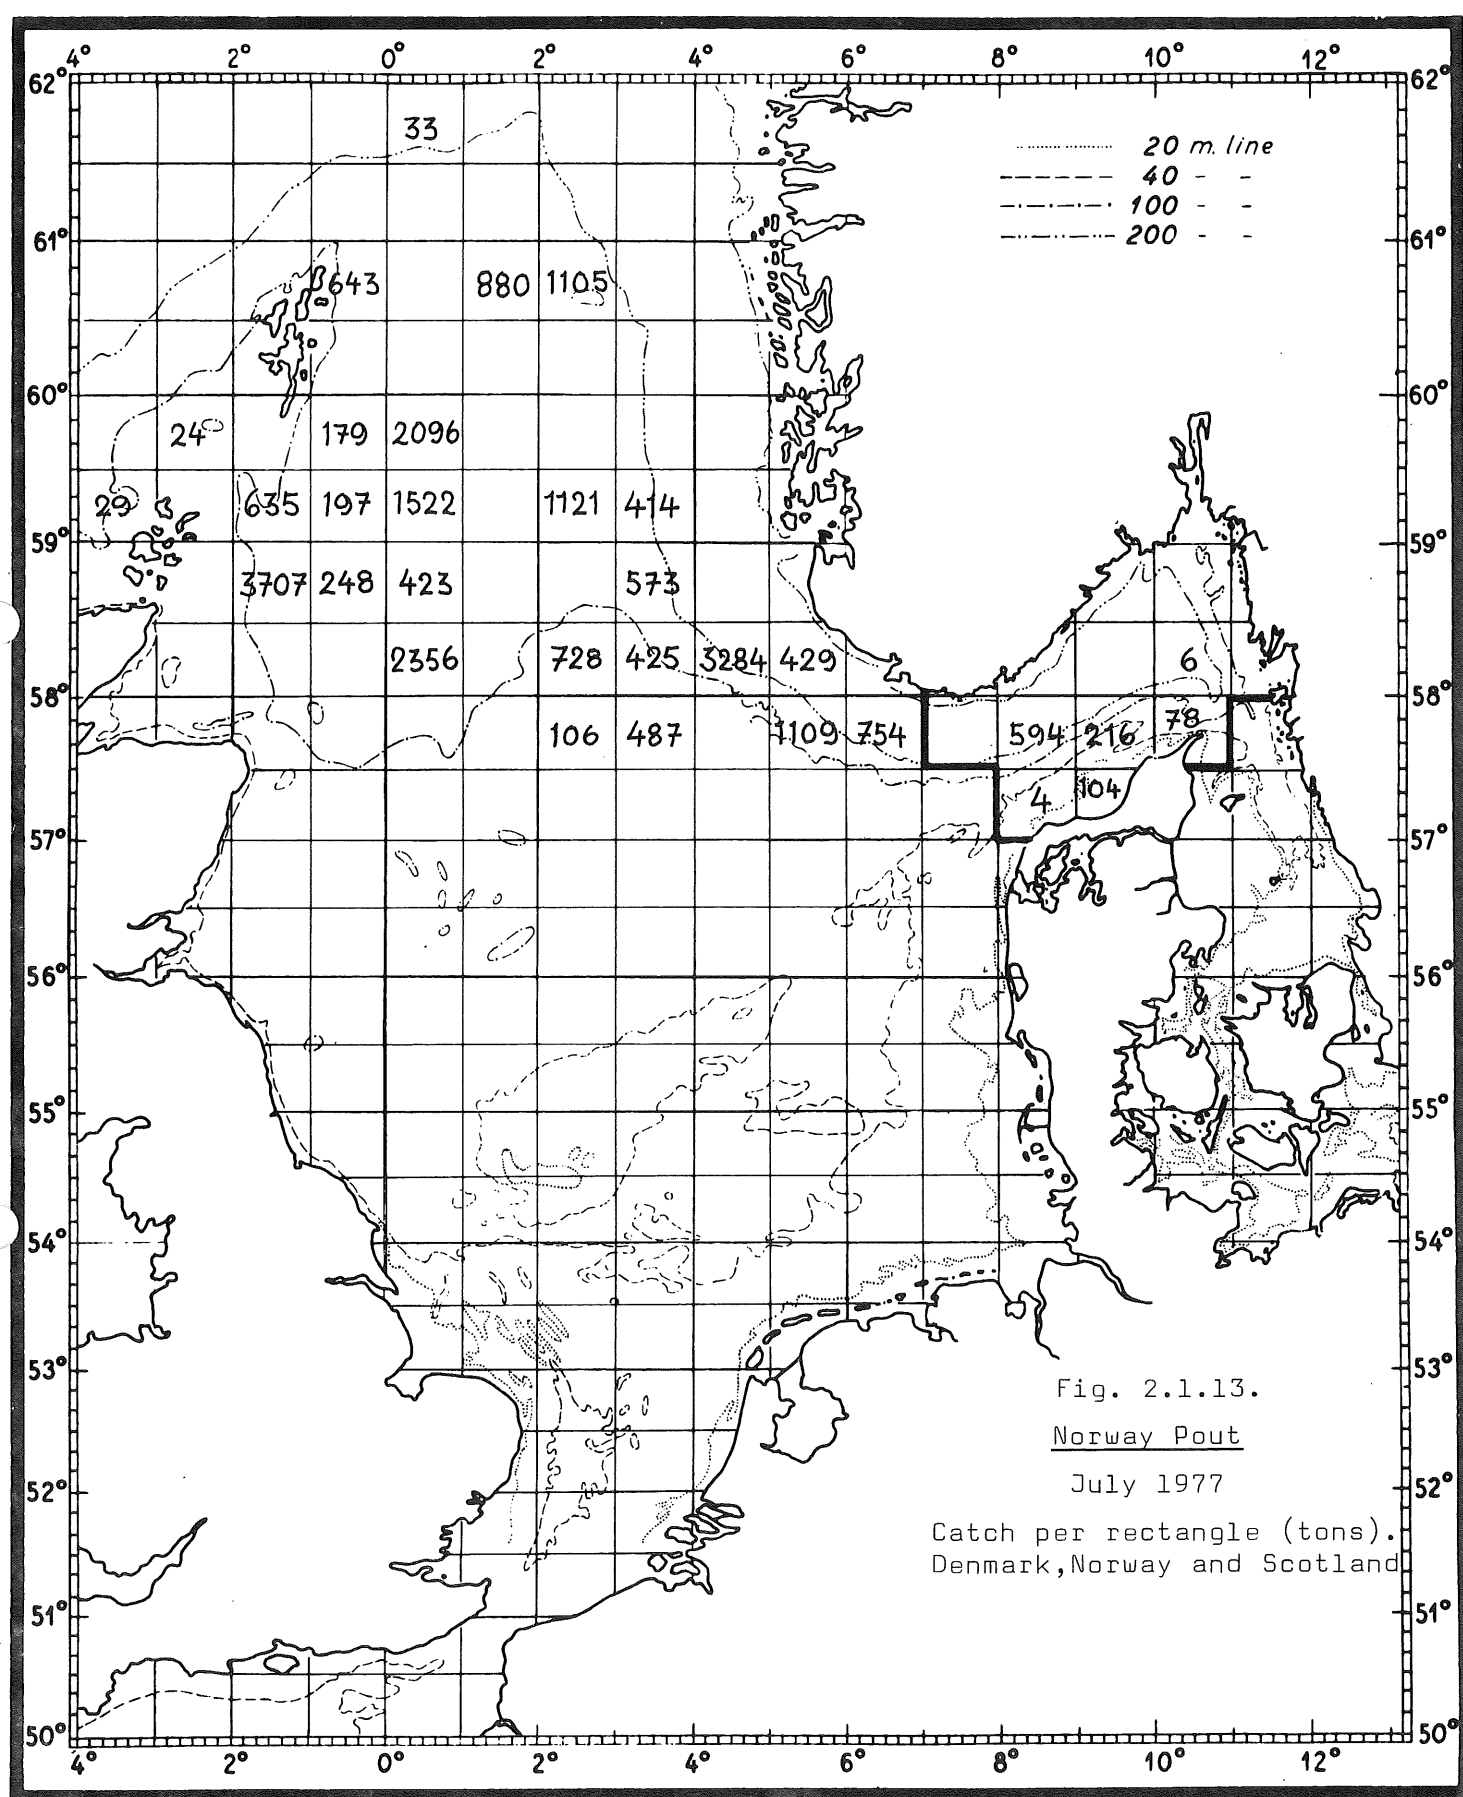 4° 2° 0° 2° 4° 6° 8° 10° 12°
62° 62°
33
20 m. line
40 - -
100 - -
200 - -
61° 61°
643 880 1105
60° 60°
24 179 2096
29 635 197 1522 1121 414
59° 59°
3707 248 423 573
2356 728 425 3284 429 6
58° 58°
106 487 1109 754 594 216 78
4 104
57° 57°
56° 56°
55° 55°
54° 54°
53° 53°
Fig. 2.1.13.
Norway Pout
July 1977
52° 52°
Catch per rectangle (tons).
Denmark, Norway and Scotland
51° 51°
50° 50°
4° 2° 0° 2° 4° 6° 8° 10° 12°